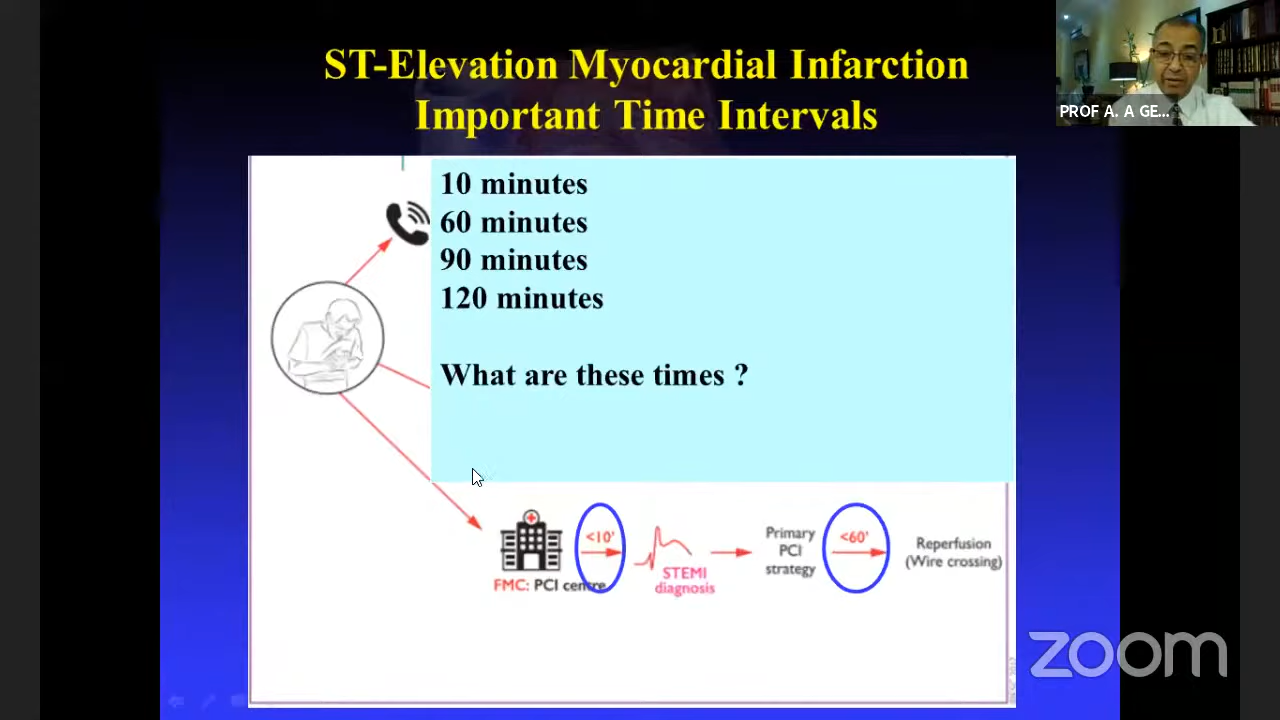 ST-Elevation Myocardial Infarction
Important Time Intervals
PROF A. A GE...
10 minutes
60 minutes
90 minutes
120 minutes
What are these times ?
<10'
<60'
Primary
PCI
strategy
Reperfusion
(Wire crossing)
STEMI
diagnosis
FMC: PCI centre
zoom